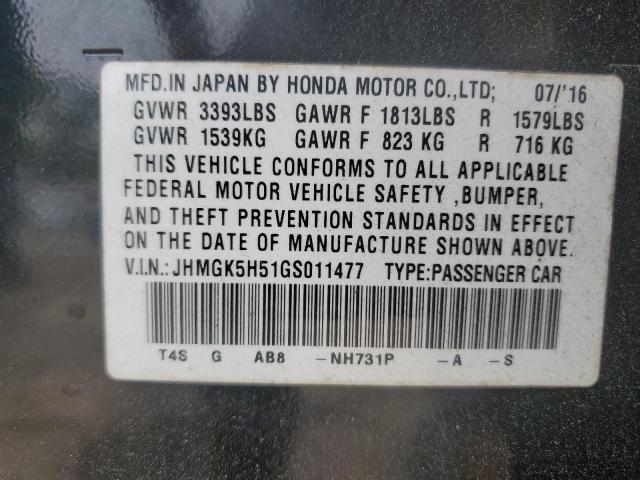 MFD.IN JAPAN BY HONDA MOTOR CO.,LTD; 07/'16
GVWR 3393LBS GAWR F 1813LBS R 1579LBS
GVWR 1539KG GAWR F 823 KG R 716 KG
THIS VEHICLE CONFORMS TO ALL APPLICABLE
FEDERAL MOTOR VEHICLE SAFETY ,BUMPER,
AND THEFT PREVENTION STANDARDS IN EFFECT
ON THE DATE OF MANUFACTURE SHOWN ABOVE.
V.I.N.:JHMGK5H51GS011477 TYPE:PASSENGER CAR
T4S G AB8 -NH731P -A -S